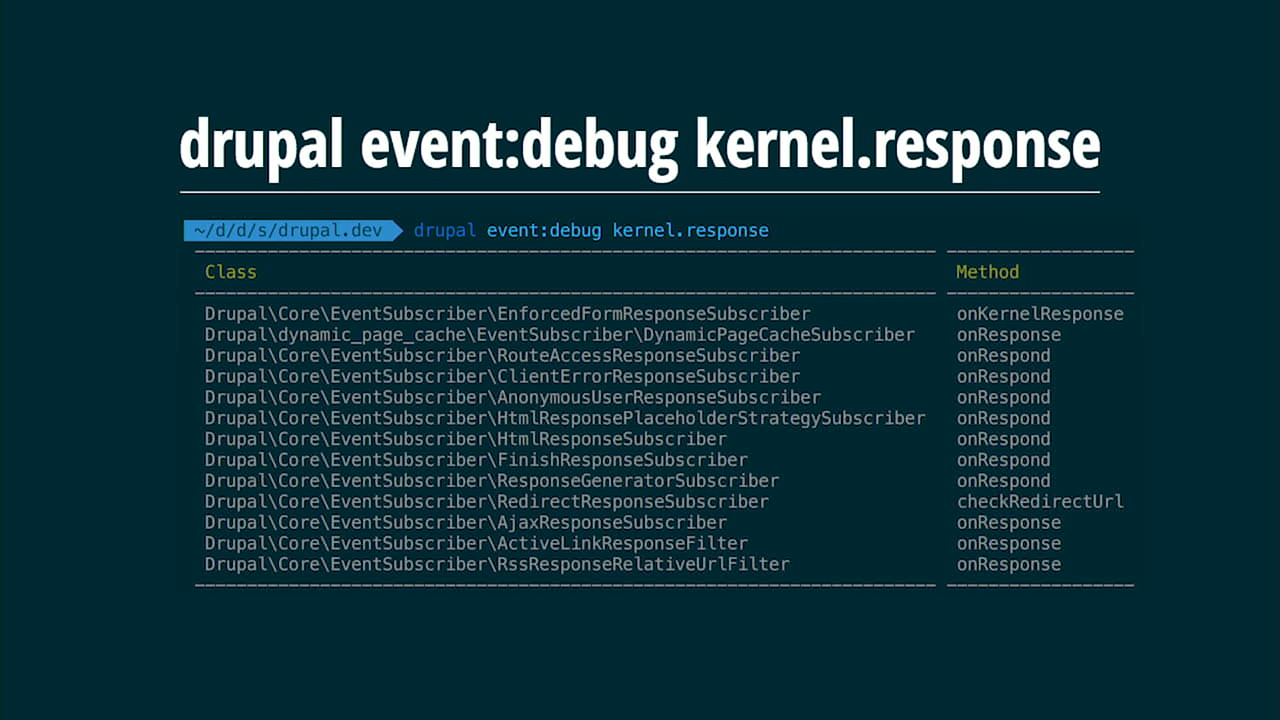 drupal event:debug kernel.response
~/d/d/s/drupal.dev drupal event:debug kernel.response
Class Method
Drupal\Core\EventSubscriber\EnforcedFormResponseSubscriber onKernelResponse
Drupal\dynamic_page_cache\EventSubscriber\DynamicPageCacheSubscriber onResponse
Drupal\Core\EventSubscriber\RouteAccessResponseSubscriber onRespond
Drupal\Core\EventSubscriber\ClientErrorResponseSubscriber onRespond
Drupal\Core\EventSubscriber\AnonymousUserResponseSubscriber onRespond
Drupal\Core\EventSubscriber\HtmlResponsePlaceholderStrategySubscriber onRespond
Drupal\Core\EventSubscriber\HtmlResponseSubscriber onRespond
Drupal\Core\EventSubscriber\FinishResponseSubscriber onRespond
Drupal\Core\EventSubscriber\ResponseGeneratorSubscriber onRespond
Drupal\Core\EventSubscriber\RedirectResponseSubscriber checkRedirectUrl
Drupal\Core\EventSubscriber\AjaxResponseSubscriber onResponse
Drupal\Core\EventSubscriber\ActiveLinkResponseFilter onResponse
Drupal\Core\EventSubscriber\RssResponseRelativeUrlFilter onResponse